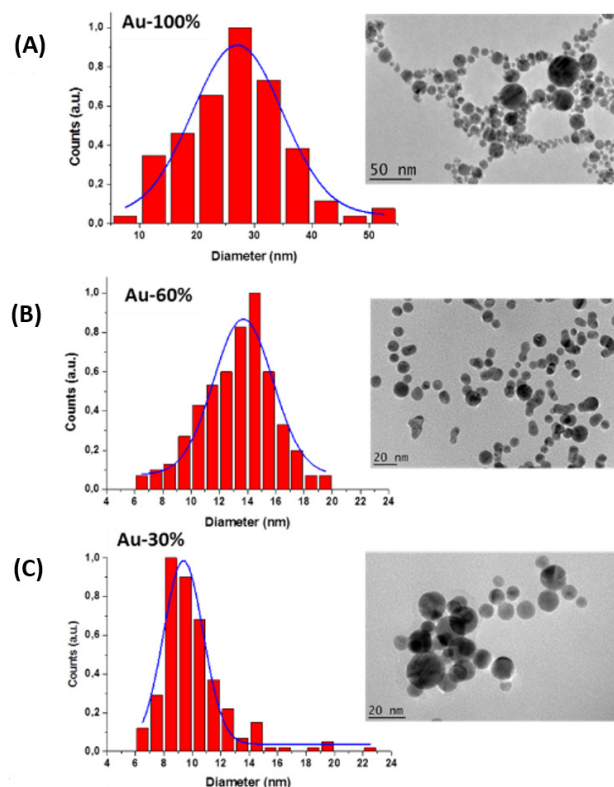 (A)
Au-100%
Counts (a.u.)
1,0
0,8
0,6
0,4
0,2
0,0
10 20 30 40 50
Diameter (nm)
50 nm
(B)
Au-60%
Counts (a.u.)
1,0
0,8
0,6
0,4
0,2
0,0
4 6 8 10 12 14 16 18 20 22 24
Diameter (nm)
20 nm
(C)
Au-30%
Counts (a.u.)
1,0
0,8
0,6
0,4
0,2
0,0
4 6 8 10 12 14 16 18 20 22 24
Diameter (nm)
20 nm